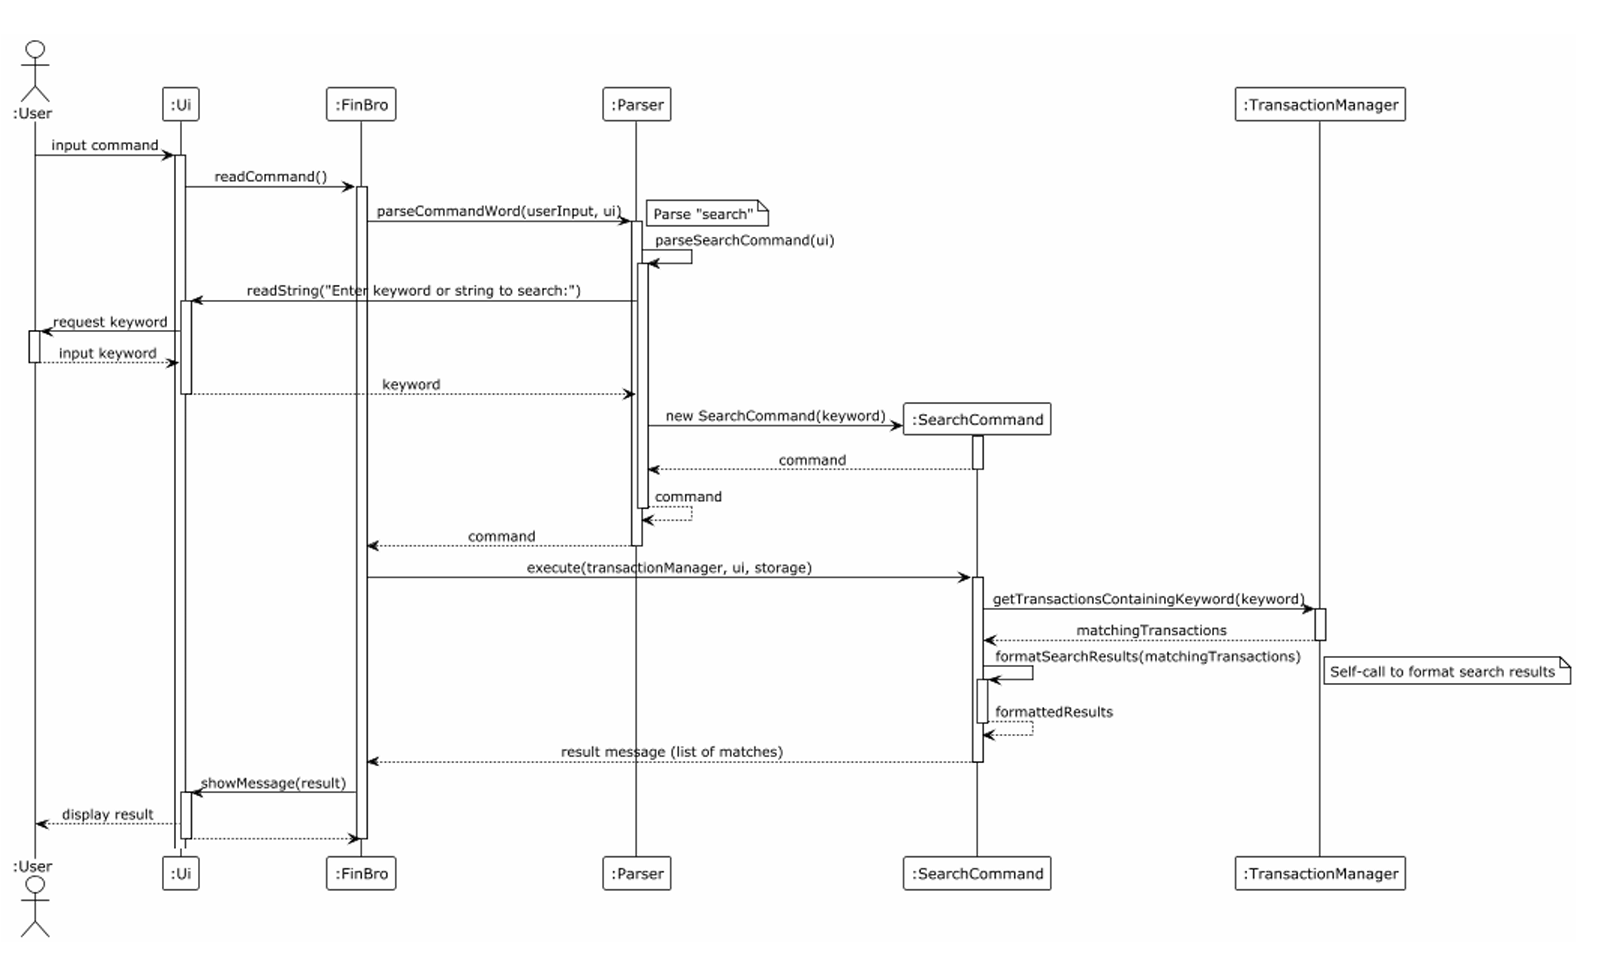 :User
:Ui
:FinBro
:Parser
:TransactionManager
input command
readCommand()
parseCommandWord(userInput, ui)
Parse "search"
parseSearchCommand(ui)
readString("Enter keyword or string to search:")
request keyword
input keyword
keyword
new SearchCommand(keyword)
:SearchCommand
command
command
command
execute(transactionManager, ui, storage)
getTransactionsContainingKeyword(keyword)
matchingTransactions
formatSearchResults(matchingTransactions)
Self-call to format search results
formattedResults
result message (list of matches)
showMessage(result)
display result
:User
:Ui
:FinBro
:Parser
:SearchCommand
:TransactionManager